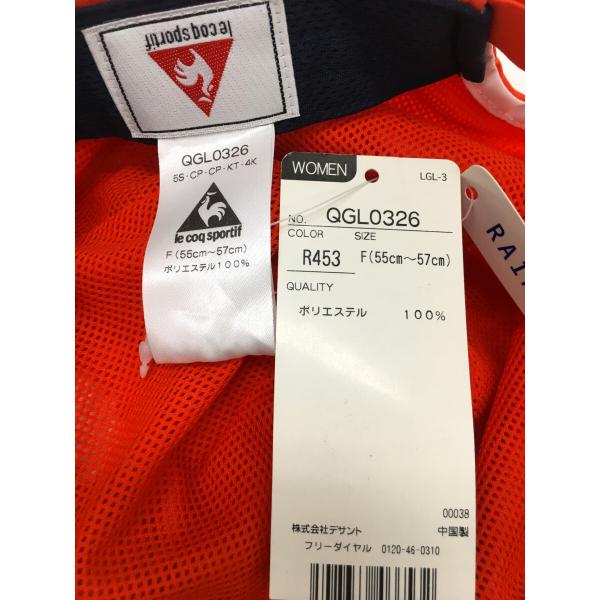 le coq sportif
QGL0326
5S・CP-CP-KT-4K
le coq sportif
F(55cm～57cm)
ポリエステル100%
WOMEN
LGL-3
NO. QGL0326
COLOR SIZE
R453 F(55cm～57cm)
QUALITY
ポリエステル 100%
00038
株式会社デサント 中国製
フリーダイヤル 0120-46-0310